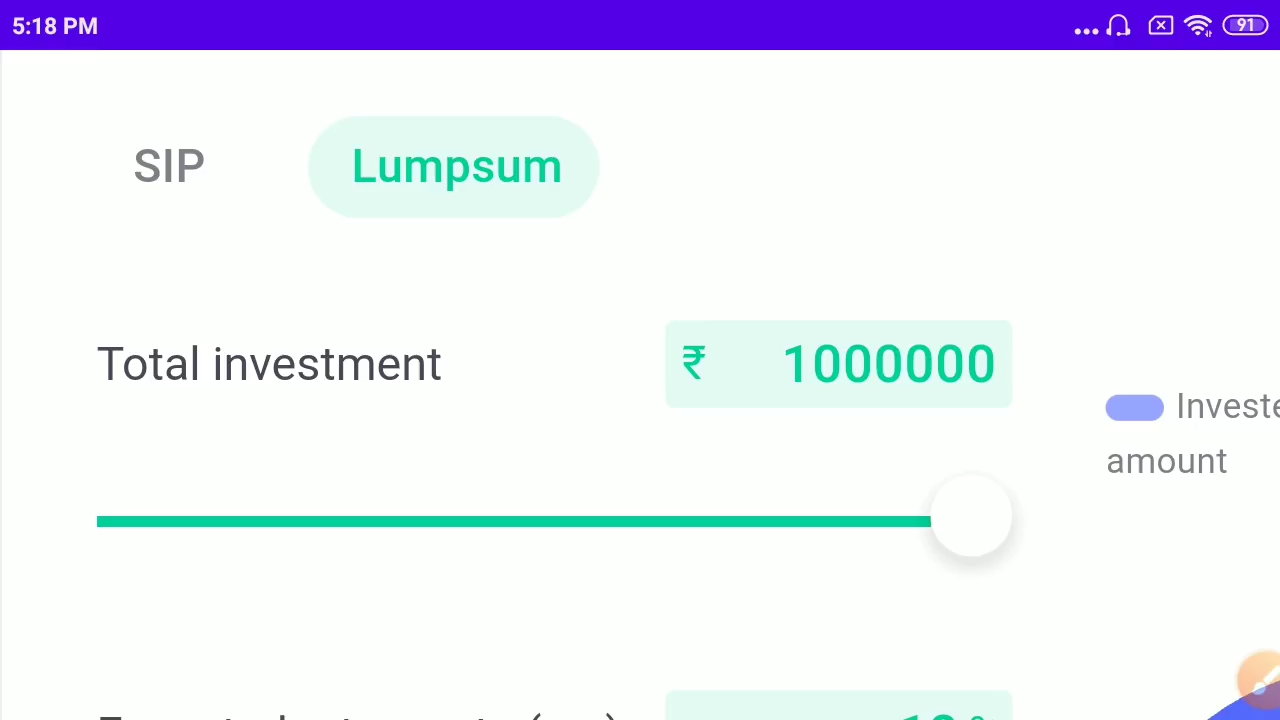 5:18 PM
91
SIP
Lumpsum
Total investment
₹ 1000000
Investe
amount